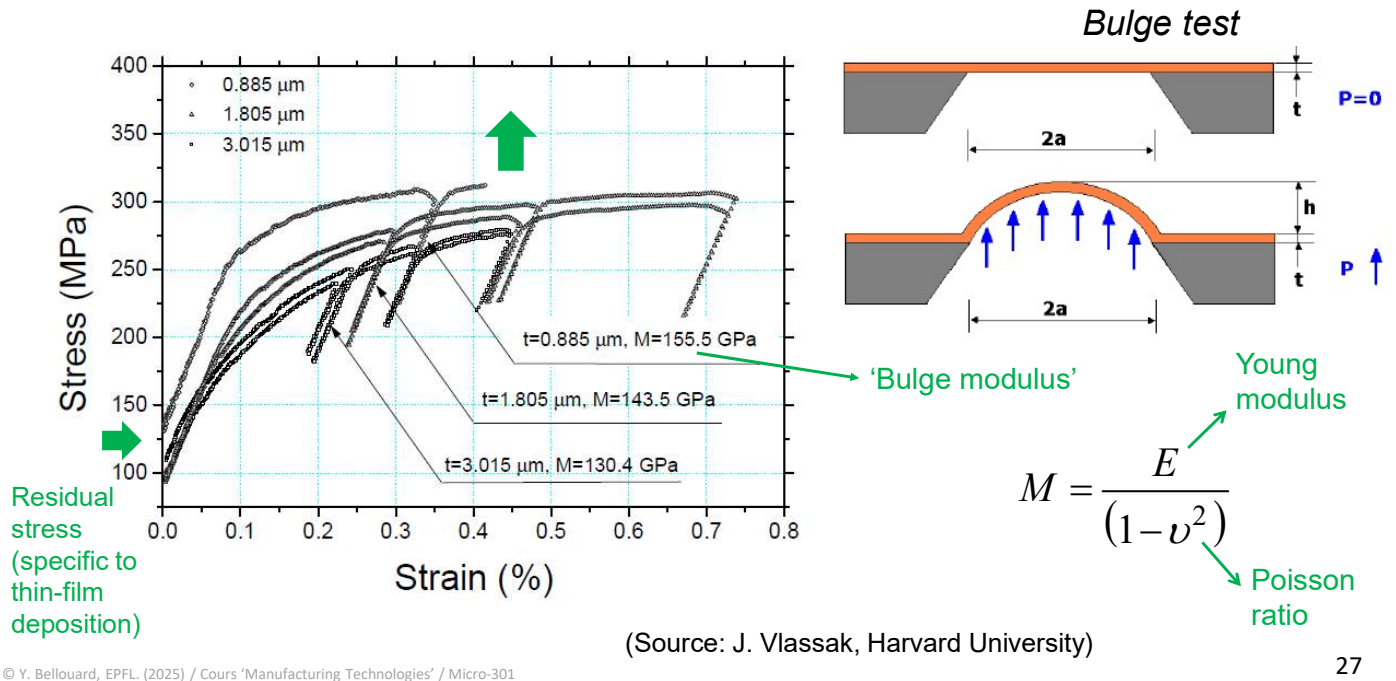 Bulge test
400
350
300
250
200
150
100
0.0 0.1 0.2 0.3 0.4 0.5 0.6 0.7 0.8
Stress (MPa)
Strain (%)
0.885 μm
1.805 μm
3.015 μm
t=0.885 μm, M=155.5 GPa
t=1.805 μm, M=143.5 GPa
t=3.015 μm, M=130.4 GPa
Residual
stress
(specific to
thin-film
deposition)
‘Bulge modulus’
t
P=0
2a
h
t
P
2a
Young
modulus
M = E / (1−υ²)
Poisson
ratio
(Source: J. Vlassak, Harvard University)
© Y. Bellouard, EPFL. (2025) / Cours ‘Manufacturing Technologies’ / Micro-301
27